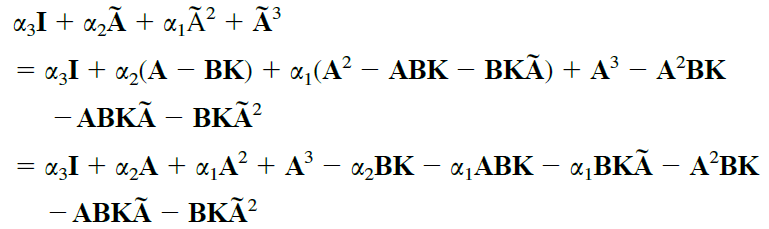 α₃I + α₂Ã + α₁Ã² + Ã³
= α₃I + α₂(A − BK) + α₁(A² − ABK − BKÃ) + A³ − A²BK
− ABKÃ − BKÃ²
= α₃I + α₂A + α₁A² + A³ − α₂BK − α₁ABK − α₁BKÃ − A²BK
− ABKÃ − BKÃ²